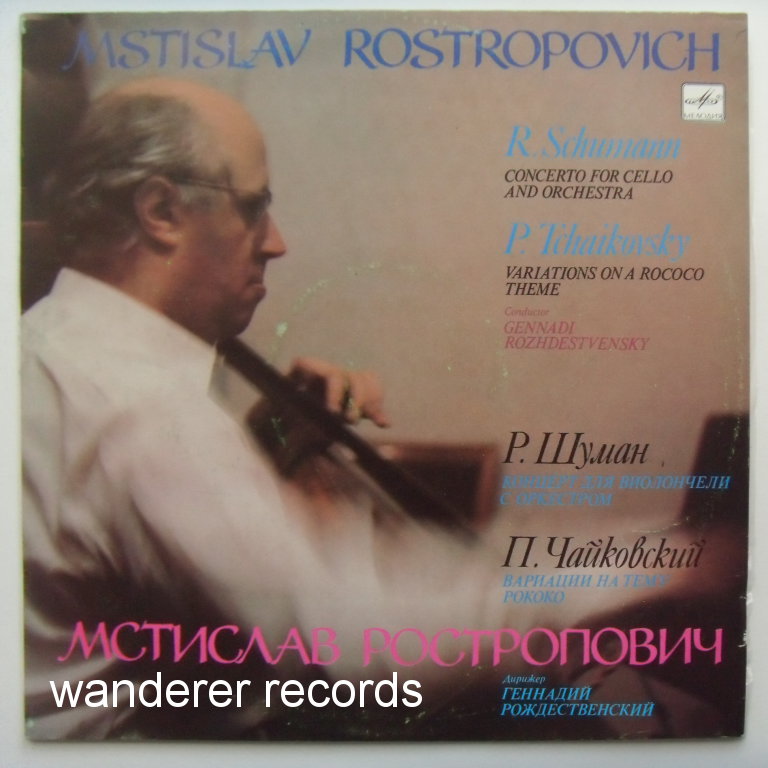 MSTISLAV ROSTROPOVICH
МЕЛОДИЯ
R. Schumann
CONCERTO FOR CELLO
AND ORCHESTRA
P. Tchaikovsky
VARIATIONS ON A ROCOCO
THEME
Conductor
GENNADI
ROZHDESTVENSKY
Р. Шуман
КОНЦЕРТ ДЛЯ ВИОЛОНЧЕЛИ
С ОРКЕСТРОМ
П. Чайковский
ВАРИАЦИИ НА ТЕМУ
РОКОКО
МСТИСЛАВ РОСТРОПОВИЧ
wanderer records
Дирижер
ГЕННАДИЙ
РОЖДЕСТВЕНСКИЙ